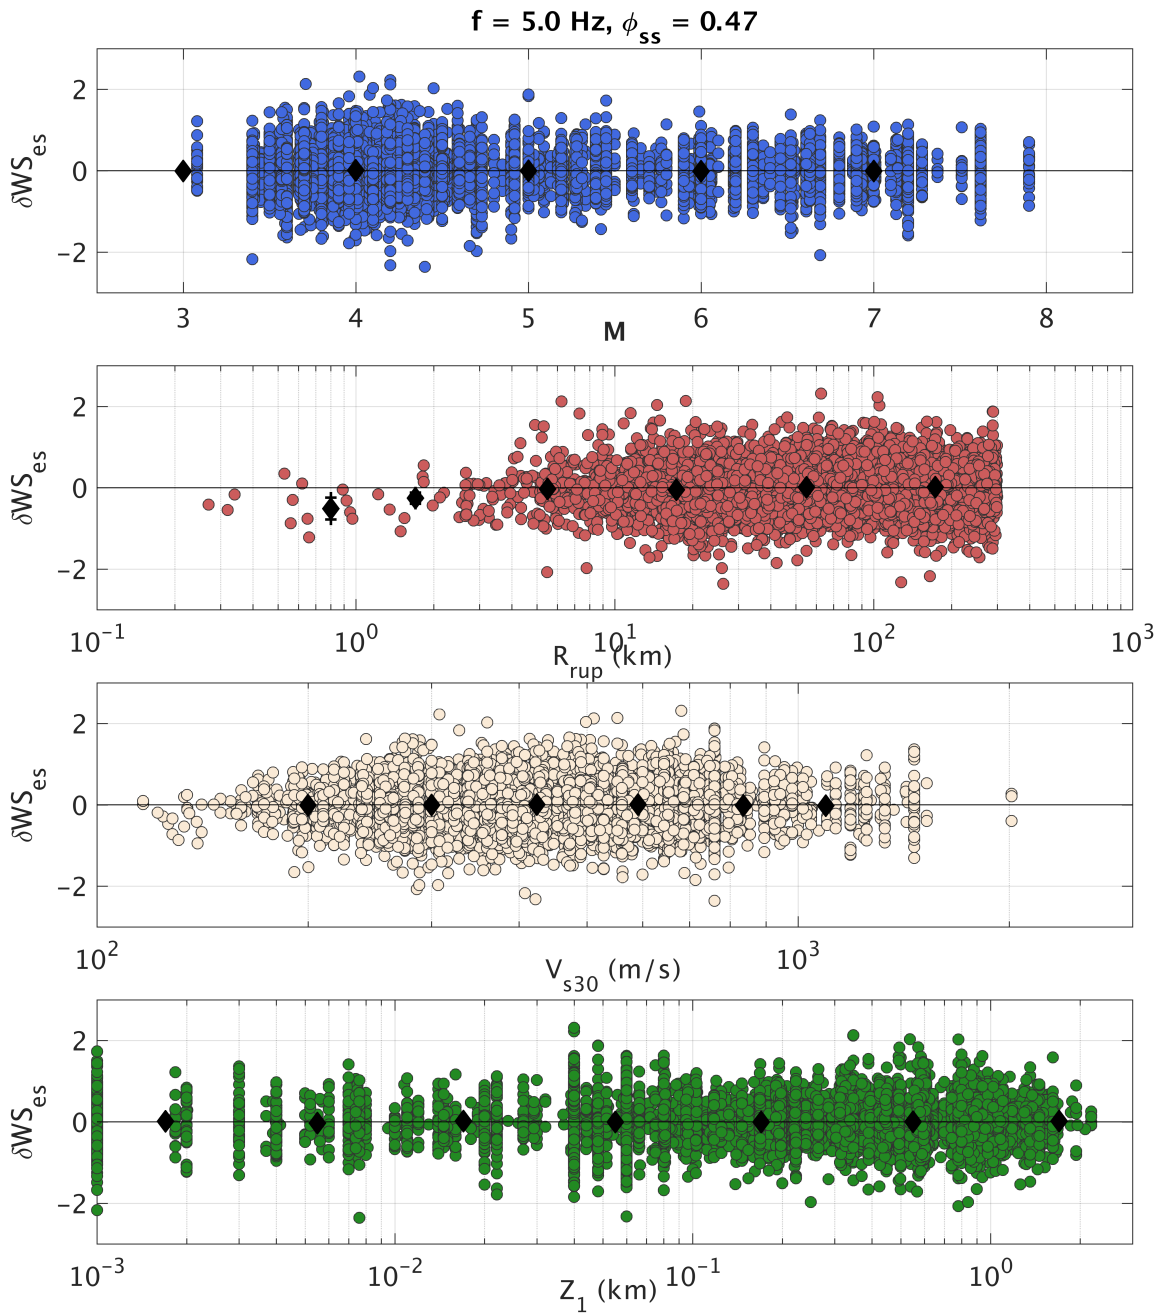 f = 5.0 Hz, ϕss = 0.47
δWSes
2
0
−2
3 4 5 6 7 8
M
δWSes
2
0
−2
10⁻¹ 10⁰ 10¹ 10² 10³
Rrup (km)
δWSes
2
0
−2
10² 10³
Vs30 (m/s)
δWSes
2
0
−2
10⁻³ 10⁻² 10⁻¹ 10⁰
Z1 (km)